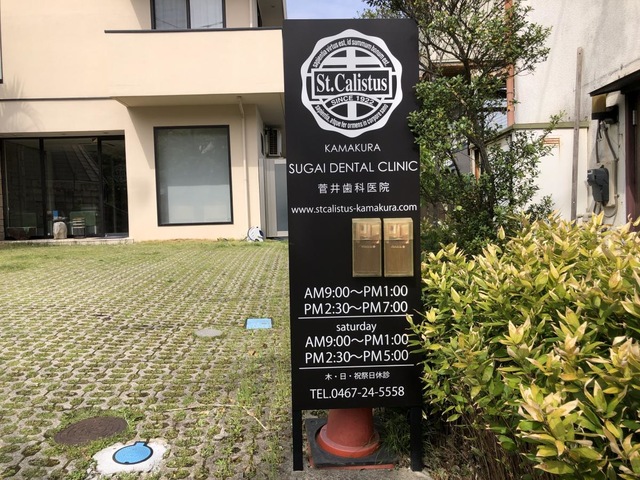 St.Calistus
SINCE 1922
KAMAKURA
SUGAI DENTAL CLINIC
菅井歯科医院
www.stcalistus-kamakura.com
AM9:00～PM1:00
PM2:30～PM7:00
saturday
AM9:00～PM1:00
PM2:30～PM5:00
木・日・祝祭日休診
TEL.0467-24-5558